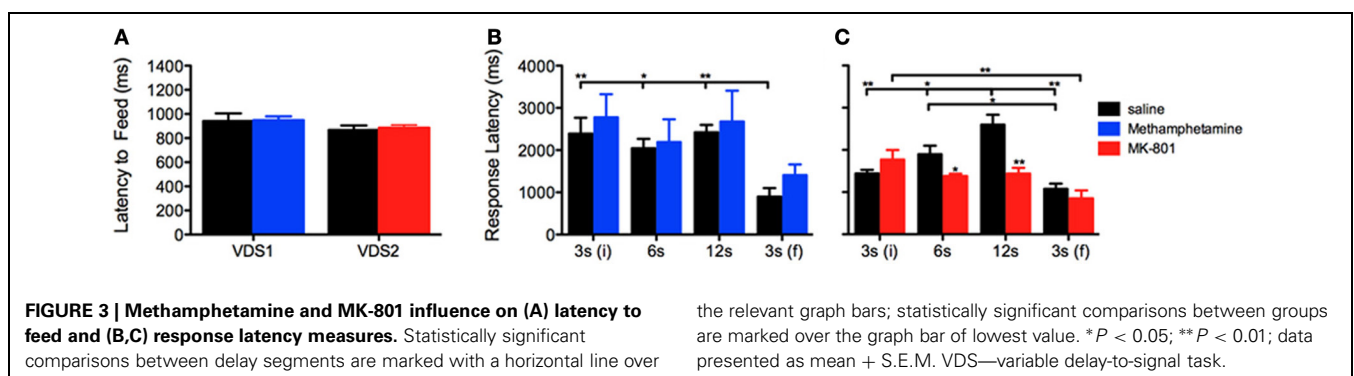 A
B
C
Latency to Feed (ms)
1400
1200
1000
800
600
400
200
0
VDS1
VDS2
Response Latency (ms)
4000
3000
2000
1000
0
** * **
3s (i)
6s
12s
3s (f)
**
** * **
*
* **
3s (i)
6s
12s
3s (f)
saline
Methamphetamine
MK-801
FIGURE 3 | Methamphetamine and MK-801 influence on (A) latency to
feed and (B,C) response latency measures. Statistically significant
comparisons between delay segments are marked with a horizontal line over
the relevant graph bars; statistically significant comparisons between groups
are marked over the graph bar of lowest value. *P < 0.05; **P < 0.01; data
presented as mean + S.E.M. VDS—variable delay-to-signal task.